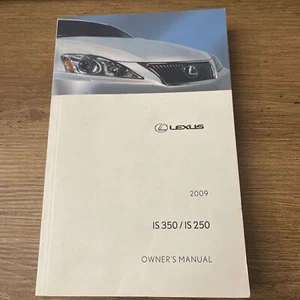 LEXUS
2009
IS 350 / IS 250
OWNER'S MANUAL